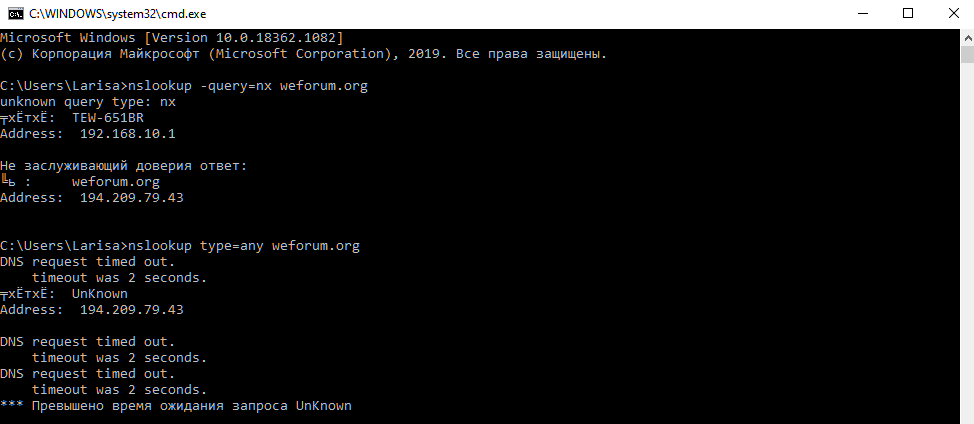 C:\WINDOWS\system32\cmd.exe
Microsoft Windows [Version 10.0.18362.1082]
(c) Корпорация Майкрософт (Microsoft Corporation), 2019. Все права защищены.
C:\Users\Larisa>nslookup -query=nx weforum.org
unknown query type: nx
╤хЁтхЁ:  TEW-651BR
Address:  192.168.10.1
Не заслуживающий доверия ответ:
╚ь :     weforum.org
Address:  194.209.79.43
C:\Users\Larisa>nslookup type=any weforum.org
DNS request timed out.
    timeout was 2 seconds.
╤хЁтхЁ:  UnKnown
Address:  194.209.79.43
DNS request timed out.
    timeout was 2 seconds.
DNS request timed out.
    timeout was 2 seconds.
*** Превышено время ожидания запроса UnKnown